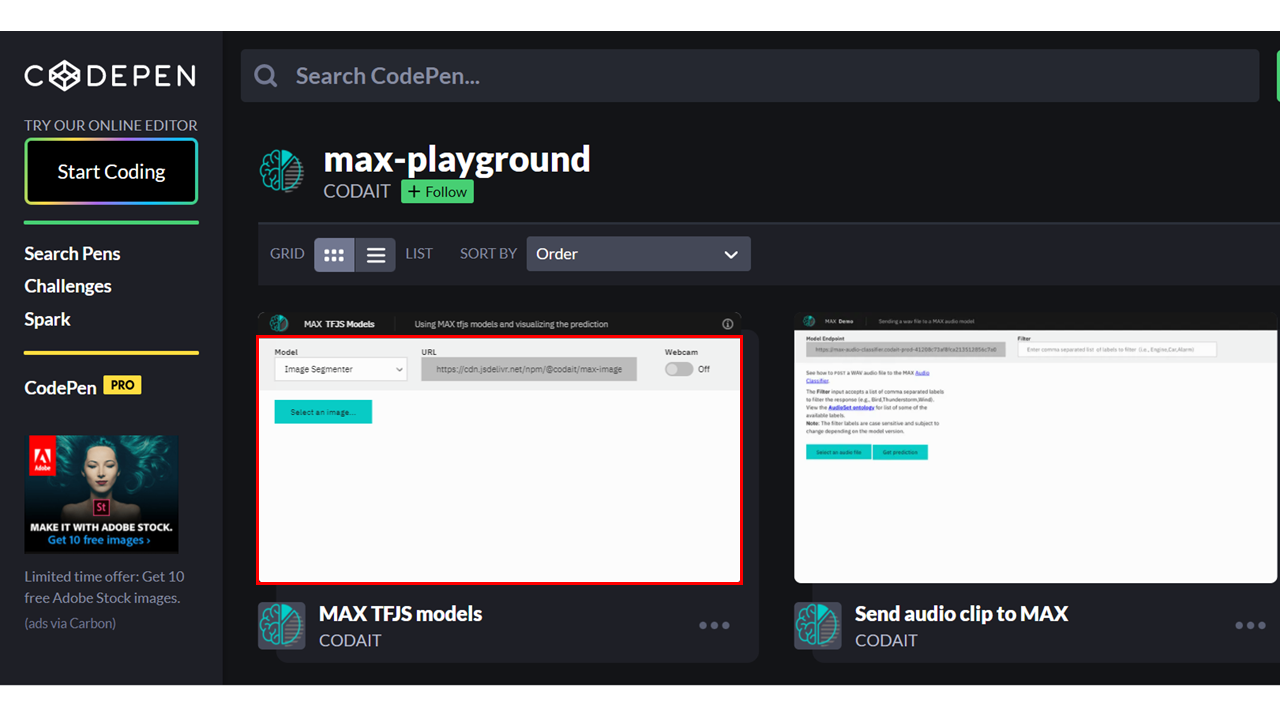 CODEPEN
Search CodePen...
TRY OUR ONLINE EDITOR
Start Coding
Search Pens
Challenges
Spark
CodePen PRO
Adobe
St
MAKE IT WITH ADOBE STOCK.
Get 10 free images ›
Limited time offer: Get 10
free Adobe Stock images.
(ads via Carbon)
max-playground
CODAIT + Follow
GRID LIST SORT BY Order
MAX TFJS Models Using MAX tfjs models and visualizing the prediction
Model URL Webcam
Image Segmenter https://cdn.jsdelivr.net/npm/@codait/max-image Off
Select an image...
MAX TFJS models
CODAIT
MAX Demo Sending a wav file to a MAX audio model
Model Endpoint Filter
Enter comma separated list of labels to filter (i.e., Engine,Car,Alarm)
See how to POST a WAV audio file to the MAX Audio
Classifier
The Filter input accepts a list of comma separated labels
to filter the response (e.g., Bird,Thunderstorm,Wind).
View the AudioSet ontology for list of some of the
available labels.
Note: The filter labels are case sensitive and subject to
change depending on the model version.
Select an audio file Get prediction
Send audio clip to MAX
CODAIT